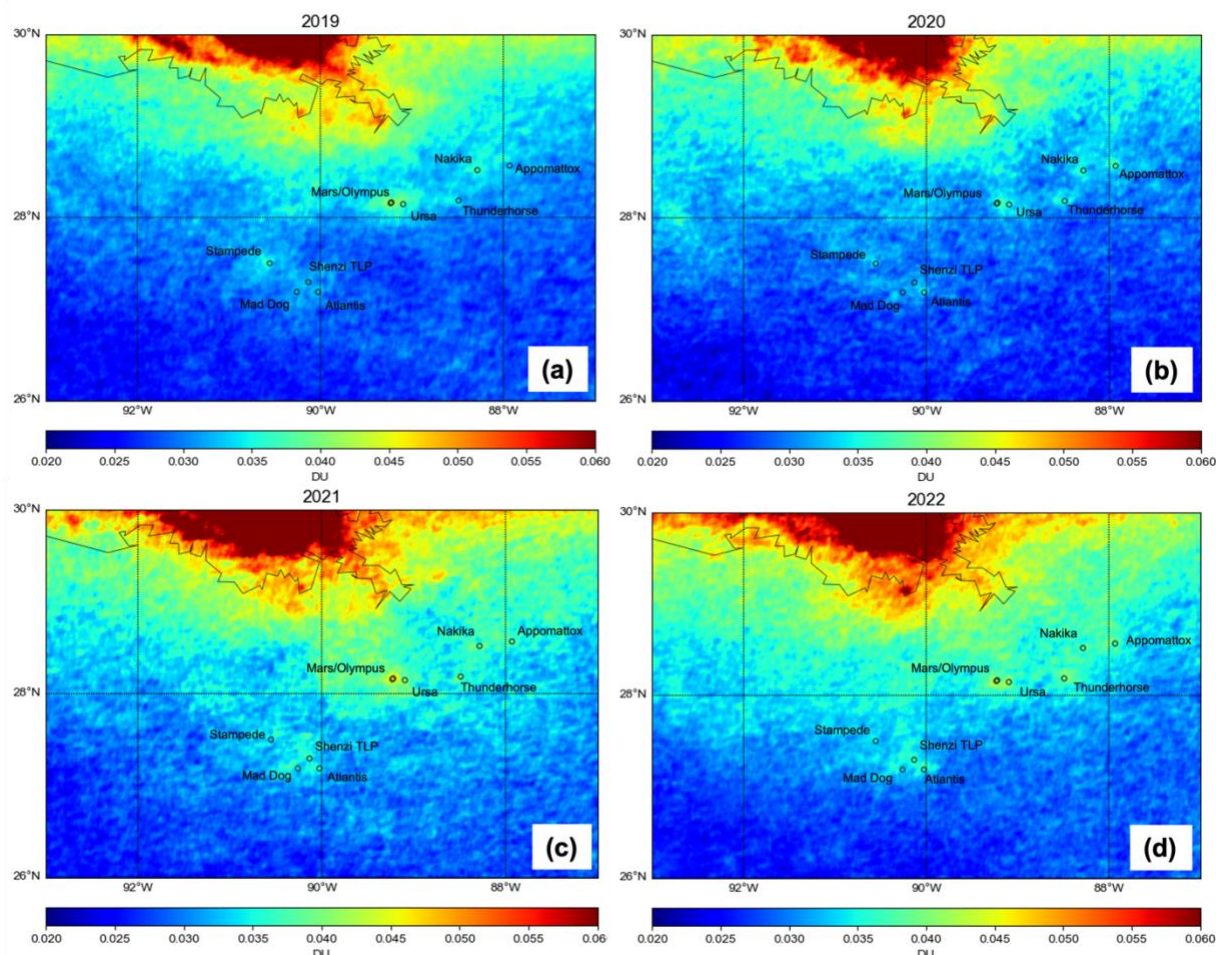 2019
30°N
28°N
26°N
92°W 90°W 88°W
Nakika
Appomattox
Mars/Olympus
Ursa
Thunderhorse
Stampede
Shenzi TLP
Mad Dog
Atlantis
(a)
0.020 0.025 0.030 0.035 0.040 0.045 0.050 0.055 0.060
DU
2020
30°N
28°N
26°N
92°W 90°W 88°W
Nakika
Appomattox
Mars/Olympus
Ursa
Thunderhorse
Stampede
Shenzi TLP
Mad Dog
Atlantis
(b)
0.020 0.025 0.030 0.035 0.040 0.045 0.050 0.055 0.060
DU
2021
30°N
28°N
26°N
92°W 90°W 88°W
Nakika
Appomattox
Mars/Olympus
Ursa
Thunderhorse
Stampede
Shenzi TLP
Mad Dog
Atlantis
(c)
0.020 0.025 0.030 0.035 0.040 0.045 0.050 0.055 0.06
DU
2022
30°N
28°N
26°N
92°W 90°W 88°W
Nakika
Appomattox
Mars/Olympus
Ursa
Thunderhorse
Stampede
Shenzi TLP
Mad Dog
Atlantis
(d)
0.020 0.025 0.030 0.035 0.040 0.045 0.050 0.055 0.060
DU